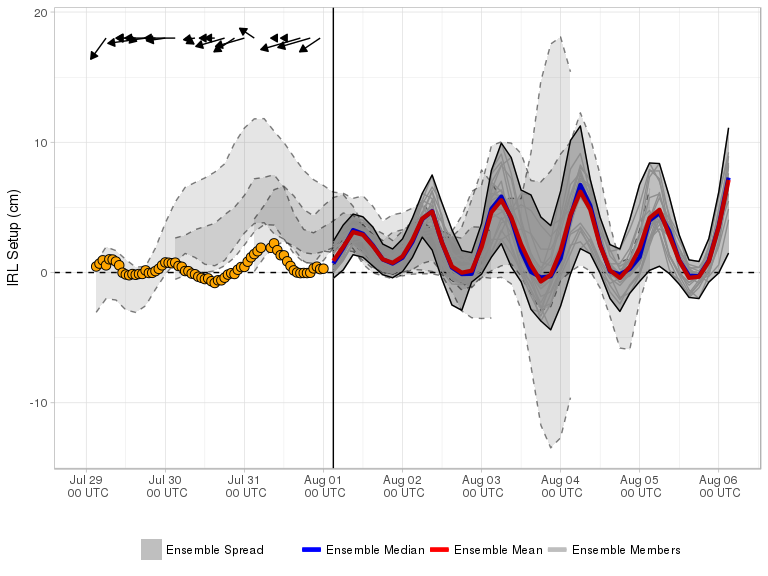 20
10
0
-10
IRL Setup (cm)
Jul 29 Jul 30 Jul 31 Aug 01 Aug 02 Aug 03 Aug 04 Aug 05 Aug 06
00 UTC 00 UTC 00 UTC 00 UTC 00 UTC 00 UTC 00 UTC 00 UTC 00 UTC
Ensemble Spread Ensemble Median Ensemble Mean Ensemble Members